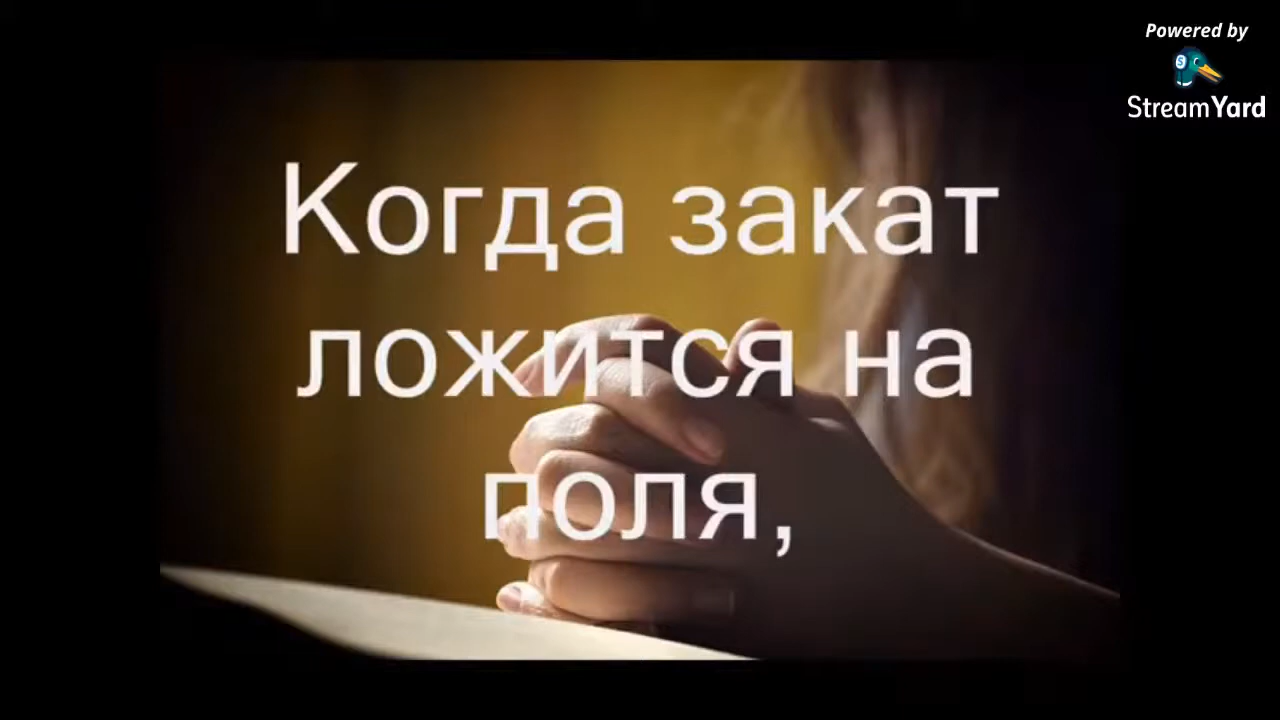 Powered by
StreamYard
Когда закат
ложится на
поля,